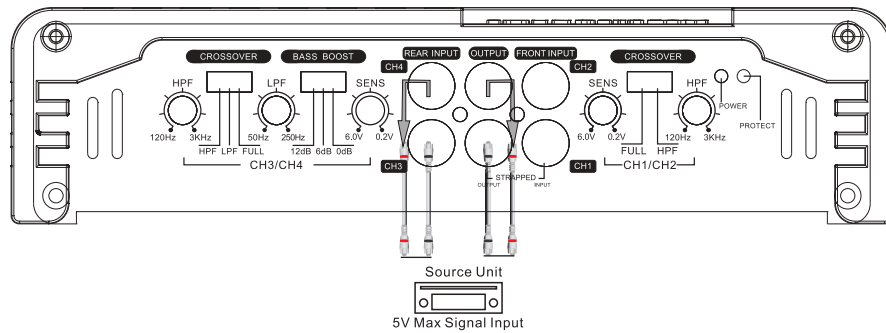 CROSSOVER BASS BOOST REAR INPUT OUTPUT FRONT INPUT CROSSOVER
CH4 CH2
HPF LPF SENS SENS HPF
POWER
PROTECT
120Hz 3KHz 50Hz 250Hz 6.0V 0.2V 6.0V 0.2V 120Hz 3KHz
HPF LPF FULL 12dB 6dB 0dB FULL HPF
CH3/CH4 CH3 CH1 CH1/CH2
STRAPPED
OUTPUT INPUT
Source Unit
5V Max Signal Input